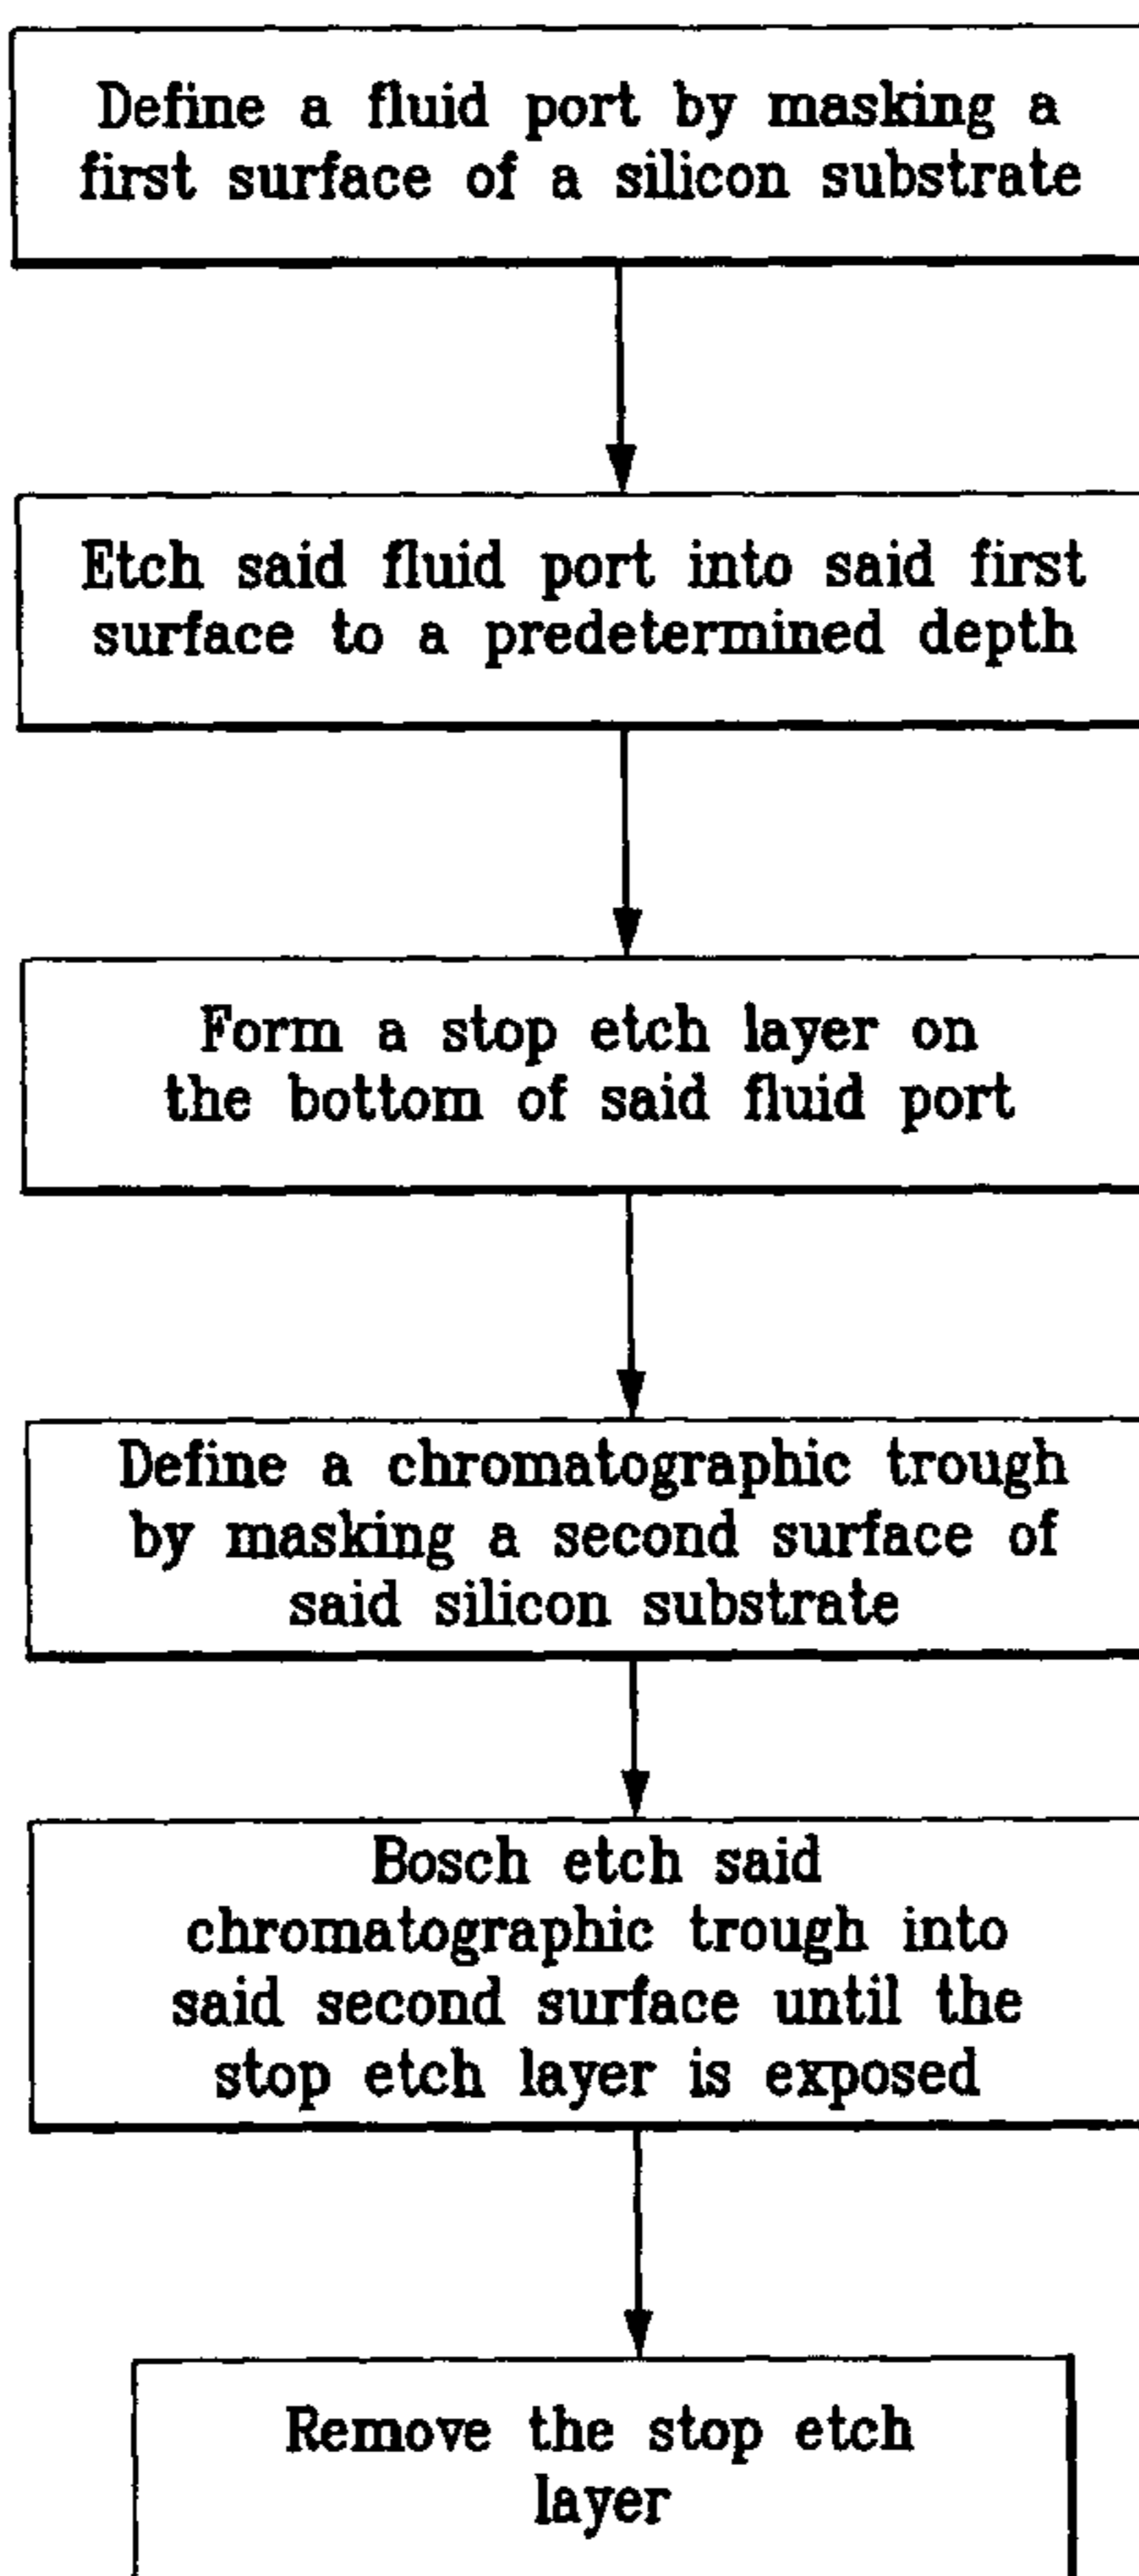 Define a fluid port by masking a
first surface of a silicon substrate
Etch said fluid port into said first
surface to a predetermined depth
Form a stop etch layer on
the bottom of said fluid port
Define a chromatographic trough
by masking a second surface of
said silicon substrate
Bosch etch said
chromatographic trough into
said second surface until the
stop etch layer is exposed
Remove the stop etch
layer